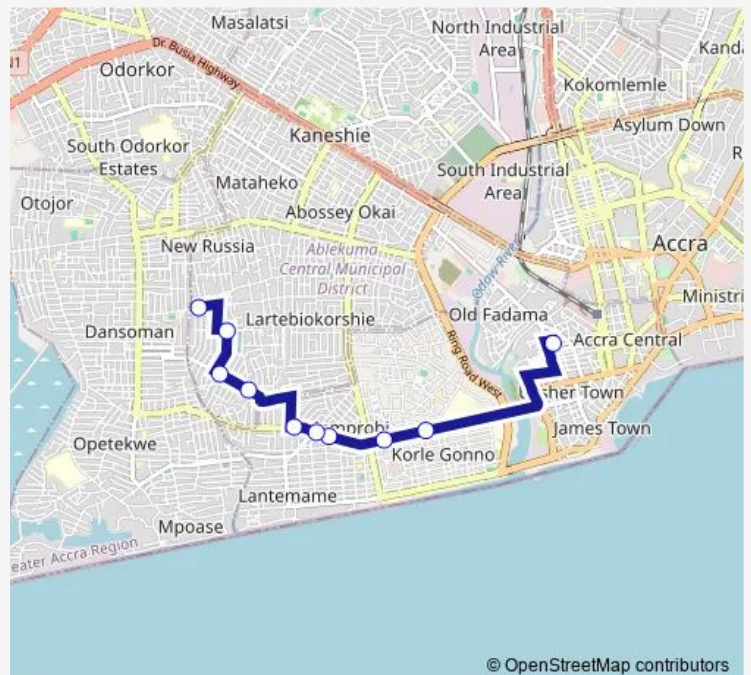 Masalatsi
North Industrial
Area
Dr. Busia Highway
Odorkor
Kokomlemle
Asylum Down
Kaneshie
South Odorkor
Estates
Mataheko
South Industrial
Area
Otojor
Abossey Okai
New Russia
Ablekuma
Central Municipal
District
Odaw River
Accra
Ministri
Old Fadama
Lartebiokorshie
Dansoman
Ring Road West
Accra Central
sher Town
James Town
mprobi
Korle Gonno
Opetekwe
Lantemame
Mpoase
eater Accra Region
© OpenStreetMap contributors